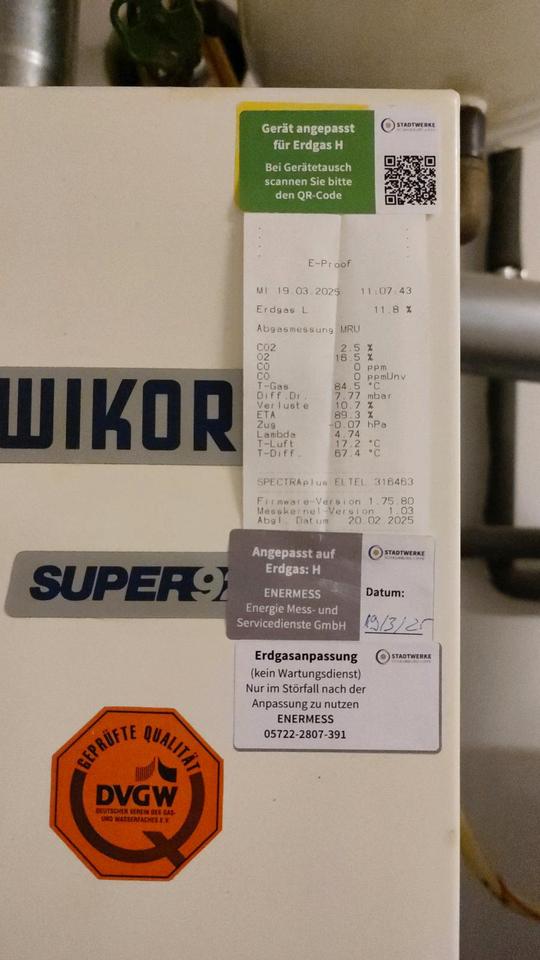 Gerät angepasst
für Erdgas H
Bei Gerätetausch
scannen Sie bitte
den QR-Code
STADTWERKE
E-Proof
MI 19.03.2025 11:07:43
Erdgas L 11.8 %
Abgasmessung MRU
CO2 2.5 %
O2 16.5 %
CO 0 ppm
CO 0 ppmUnv
T-Gas 84.5 °C
Diff.Dr. 7.77 mbar
Verluste 10.7 %
ETA 89.3 %
Zug -0.07 hPa
Lambda 4.74
T-Luft 17.2 °C
T-Diff. 67.4 °C
SPECTRAplus ELTEL 316463
Firmware-Version 1.75.80
Messkernel-Version 1.03
Abgl. Datum 20.02.2025
WIKOR
SUPER
Angepasst auf
Erdgas: H
ENERMESS
Energie Mess- und
Servicedienste GmbH
STADTWERKE
Datum:
19/3/25
Erdgasanpassung
(kein Wartungsdienst)
Nur im Störfall nach der
Anpassung zu nutzen
ENERMESS
05722-2807-391
STADTWERKE
GEPRÜFTE QUALITÄT
DVGW
DEUTSCHER VEREIN DES GAS-
UND WASSERFACHES E.V.